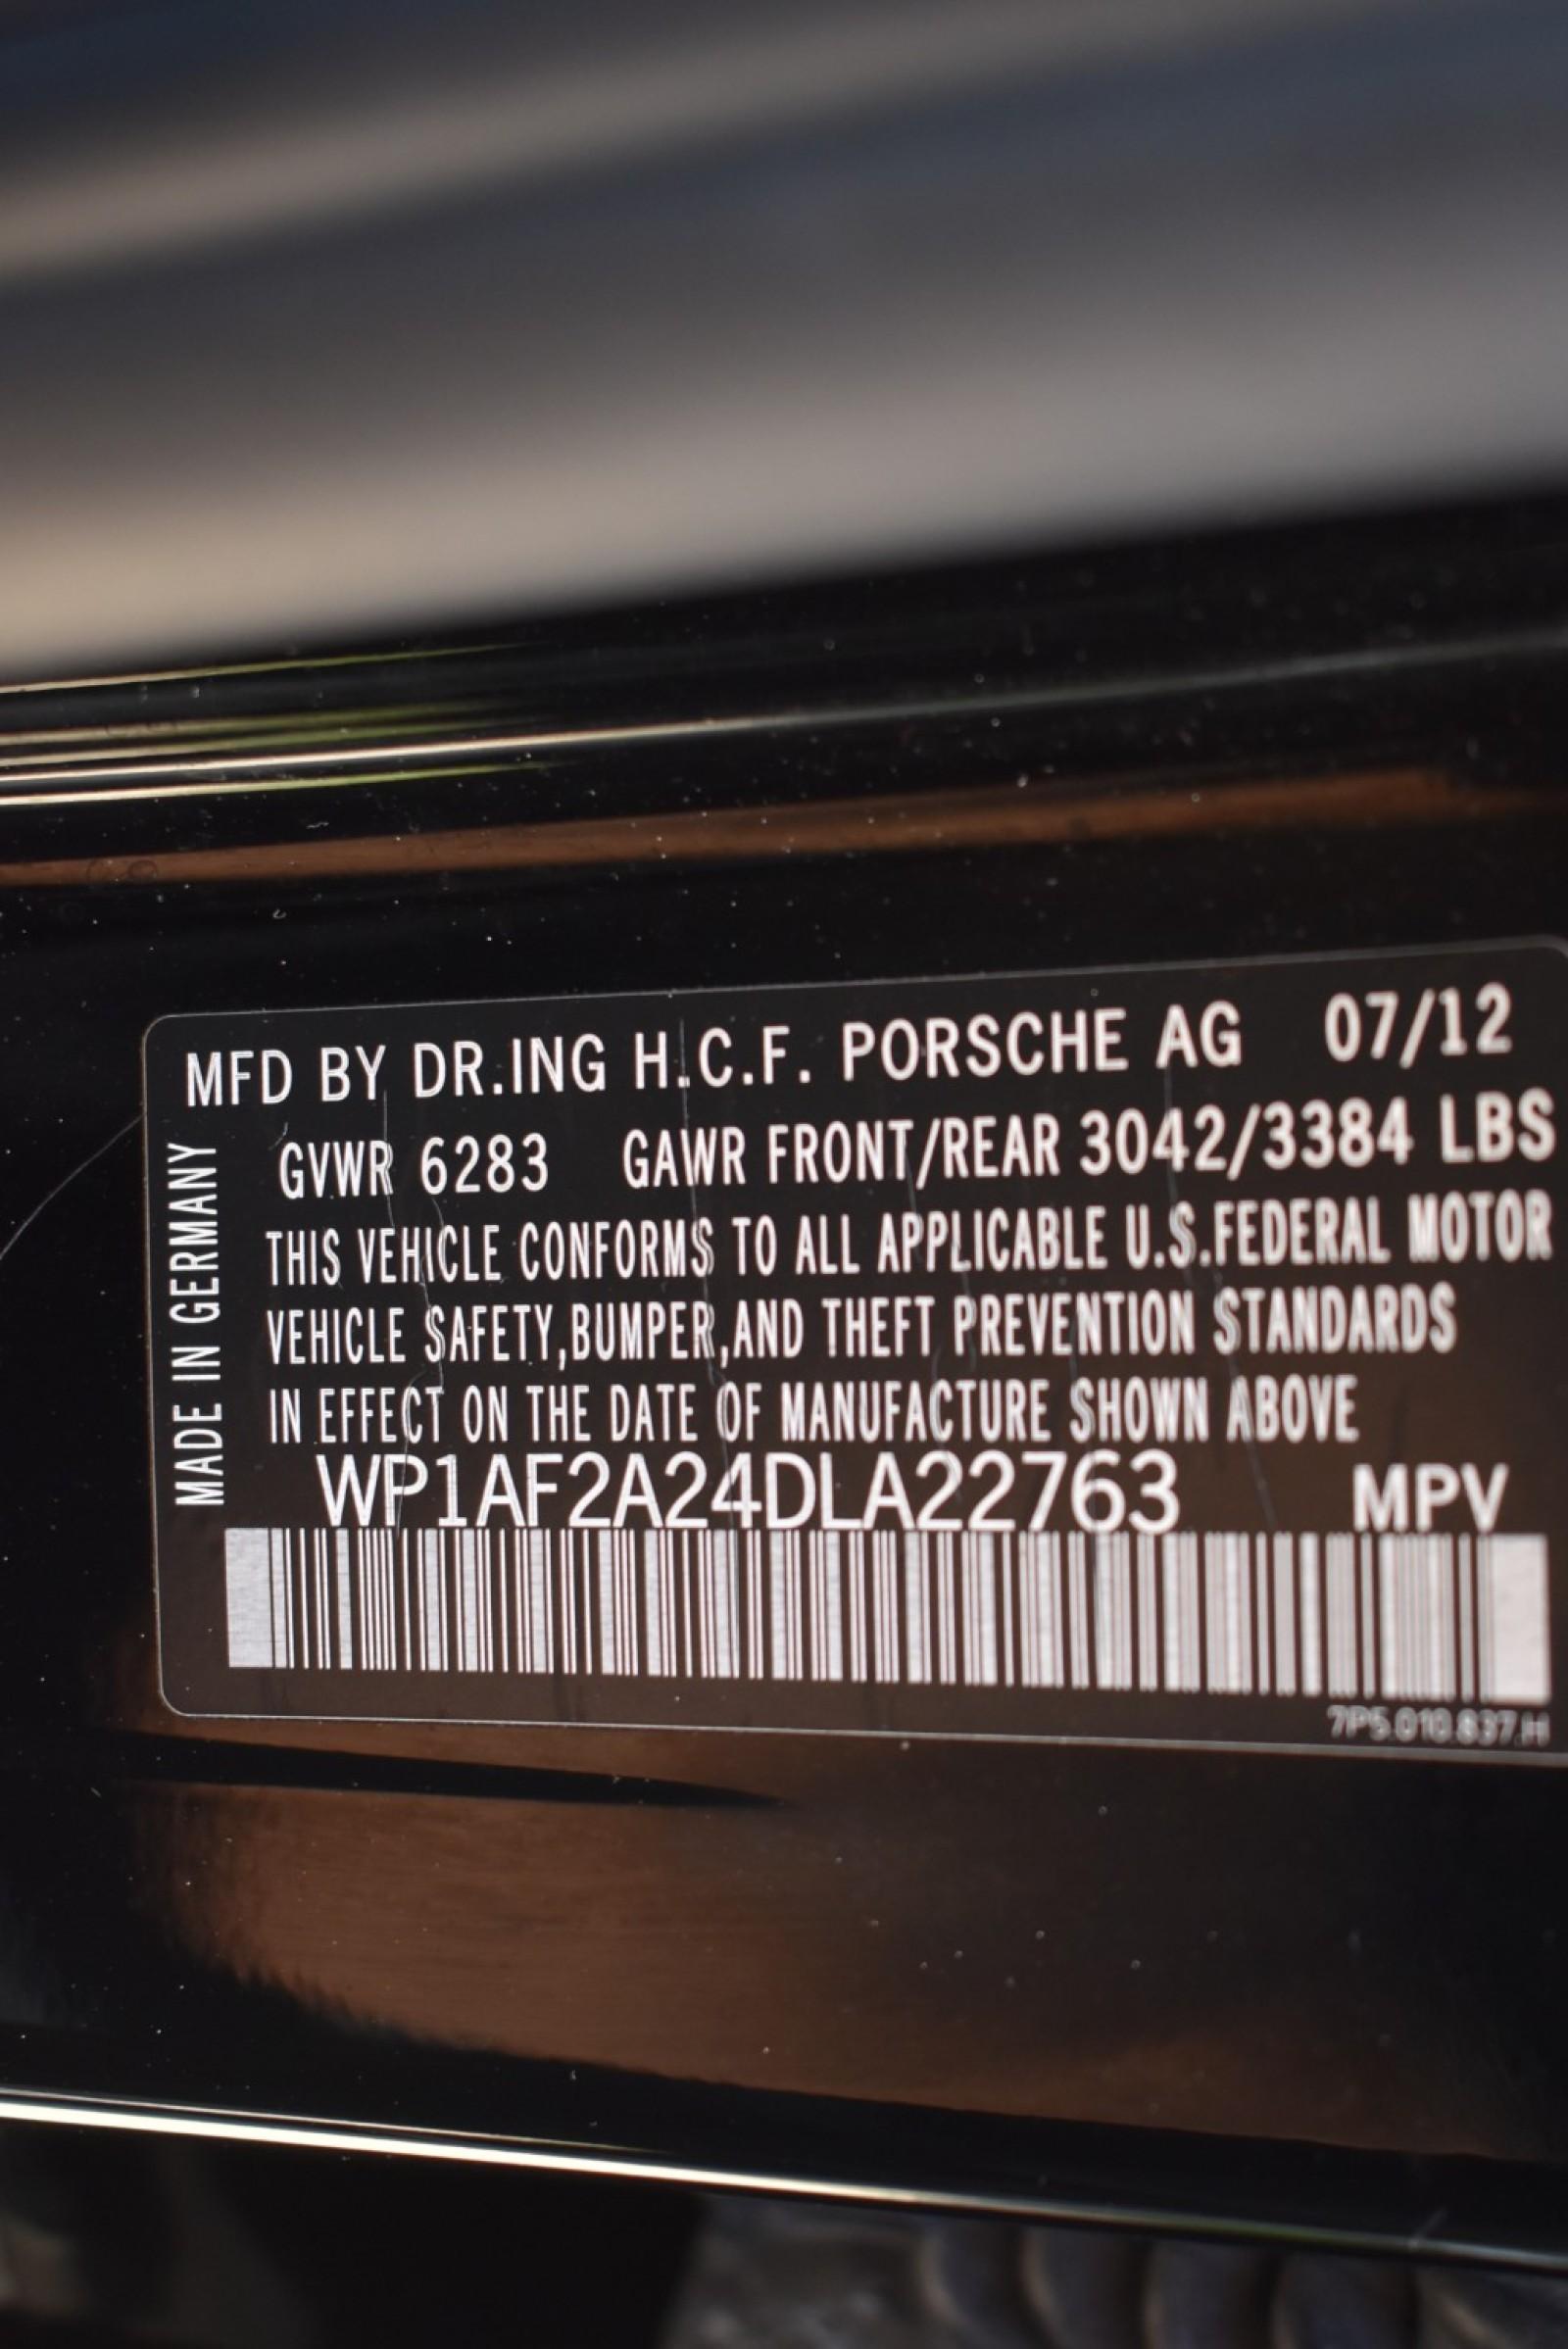 MFD BY DR.ING H.C.F. PORSCHE AG 07/12
GVWR 6283 GAWR FRONT/REAR 3042/3384 LBS
THIS VEHICLE CONFORMS TO ALL APPLICABLE U.S.FEDERAL MOTOR
VEHICLE SAFETY,BUMPER,AND THEFT PREVENTION STANDARDS
IN EFFECT ON THE DATE OF MANUFACTURE SHOWN ABOVE
WP1AF2A24DLA22763 MPV
7P5.010.837.H
MADE IN GERMANY